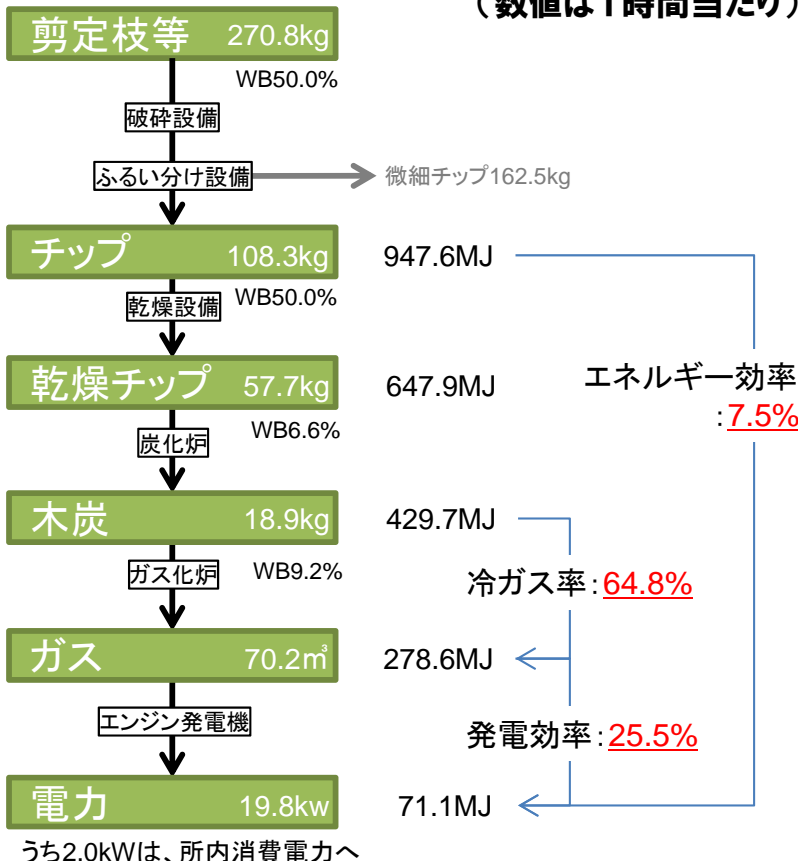 (数値は1時間当たり)
剪定枝等 270.8kg
WB50.0%
破砕設備
ふるい分け設備
微細チップ162.5kg
チップ 108.3kg
947.6MJ
乾燥設備
WB50.0%
乾燥チップ 57.7kg
647.9MJ
エネルギー効率
:7.5%
炭化炉
WB6.6%
木炭 18.9kg
429.7MJ
ガス化炉
WB9.2%
冷ガス率:64.8%
ガス 70.2㎥
278.6MJ
エンジン発電機
発電効率:25.5%
電力 19.8kw
71.1MJ
うち2.0kWは、所内消費電力へ